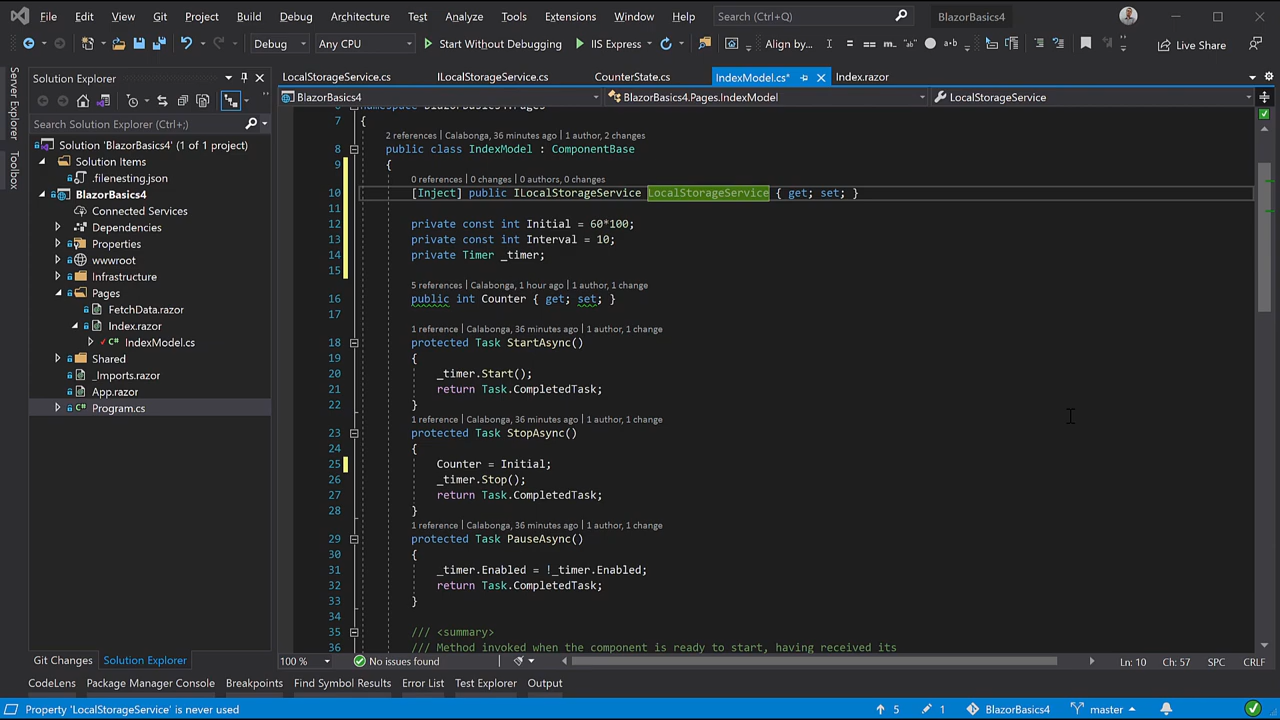 File Edit View Git Project Build Debug Architecture Test Analyze Tools Extensions Window Help Search (Ctrl+Q) BlazorBasics4
Debug Any CPU Start Without Debugging IIS Express Align by... Live Share
Server Explorer
Toolbox
Solution Explorer
Search Solution Explorer (Ctrl+;)
Solution 'BlazorBasics4' (1 of 1 project)
Solution Items
.filenesting.json
BlazorBasics4
Connected Services
Dependencies
Properties
wwwroot
Infrastructure
Pages
FetchData.razor
Index.razor
IndexModel.cs
Shared
_Imports.razor
App.razor
Program.cs
Git Changes Solution Explorer
LocalStorageService.cs ILocalStorageService.cs CounterState.cs IndexModel.cs* Index.razor
BlazorBasics4 BlazorBasics4.Pages.IndexModel LocalStorageService
7 {
2 references | Calabonga, 36 minutes ago | 1 author, 2 changes
8 public class IndexModel : ComponentBase
9 {
0 references | 0 changes | 0 authors, 0 changes
10 [Inject] public ILocalStorageService LocalStorageService { get; set; }
11
12 private const int Initial = 60*100;
13 private const int Interval = 10;
14 private Timer _timer;
15
5 references | Calabonga, 1 hour ago | 1 author, 1 change
16 public int Counter { get; set; }
17
1 reference | Calabonga, 36 minutes ago | 1 author, 1 change
18 protected Task StartAsync()
19 {
20 _timer.Start();
21 return Task.CompletedTask;
22 }
1 reference | Calabonga, 36 minutes ago | 1 author, 1 change
23 protected Task StopAsync()
24 {
25 Counter = Initial;
26 _timer.Stop();
27 return Task.CompletedTask;
28 }
1 reference | Calabonga, 36 minutes ago | 1 author, 1 change
29 protected Task PauseAsync()
30 {
31 _timer.Enabled = !_timer.Enabled;
32 return Task.CompletedTask;
33 }
34
35 /// <summary>
36 /// Method invoked when the component is ready to start, having received its
100 % No issues found Ln: 10 Ch: 57 SPC CRLF
CodeLens Package Manager Console Breakpoints Find Symbol Results Error List Test Explorer Output
Property 'LocalStorageService' is never used 5 1 BlazorBasics4 master